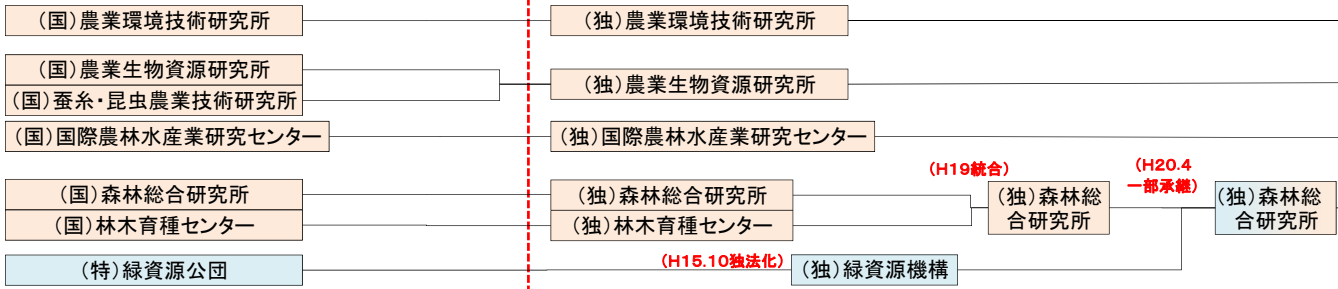 (国)農業環境技術研究所
(独)農業環境技術研究所
(国)農業生物資源研究所
(国)蚕糸・昆虫農業技術研究所
(独)農業生物資源研究所
(国)国際農林水産業研究センター
(独)国際農林水産業研究センター
(国)森林総合研究所
(国)林木育種センター
(独)森林総合研究所
(独)林木育種センター
(H19統合)
(独)森林総
合研究所
(H20.4
一部承継)
(独)森林総
合研究所
(特)緑資源公団
(H15.10独法化)
(独)緑資源機構